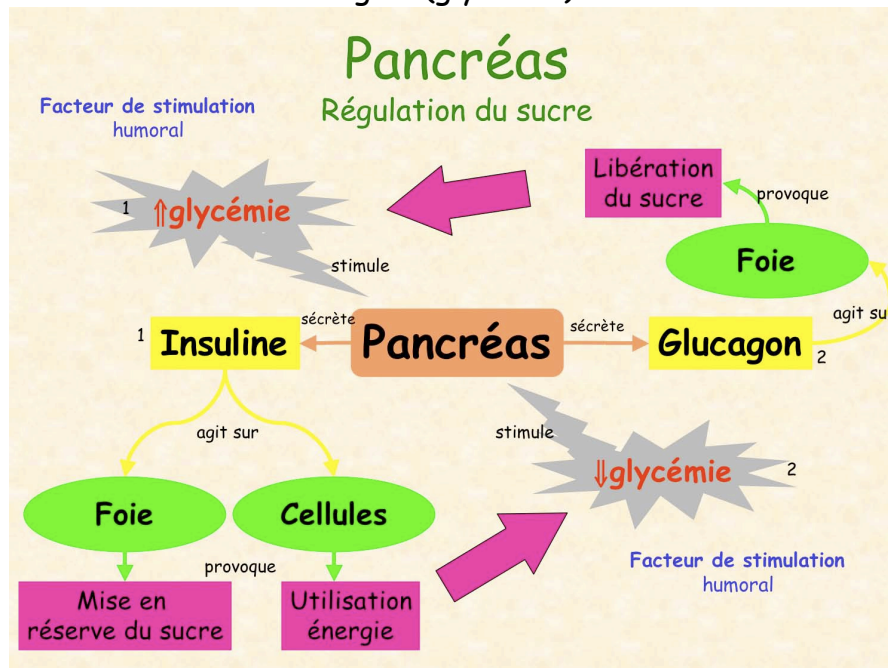 Pancréas
Régulation du sucre
Facteur de stimulation
humoral
1 ⇑glycémie
stimule
Libération
du sucre
provoque
Foie
agit su
sécrète
1 Insuline
Pancréas
sécrète
Glucagon 2
agit sur
stimule
⇓glycémie 2
Foie
Cellules
provoque
Mise en
réserve du sucre
Utilisation
énergie
Facteur de stimulation
humoral